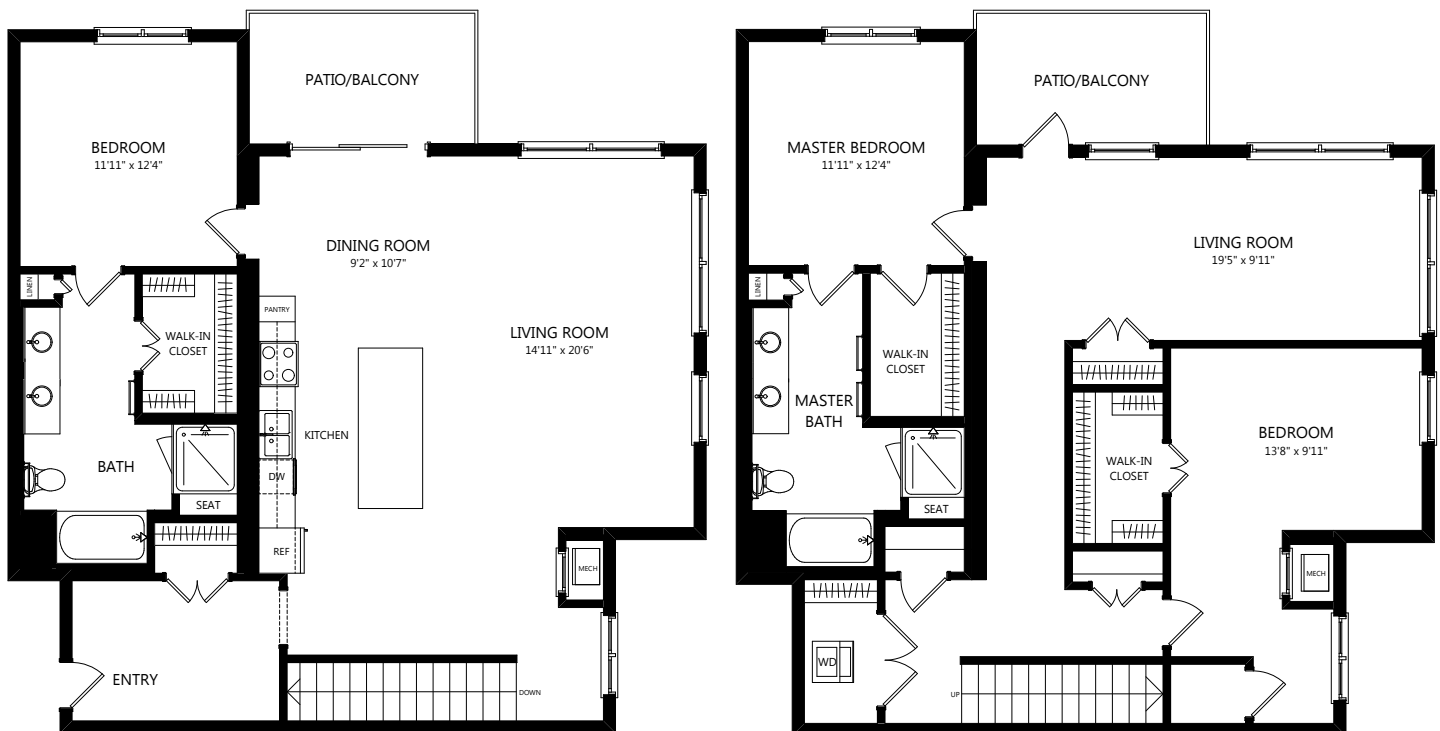 PATIO/BALCONY
BEDROOM
11'11" x 12'4"
DINING ROOM
9'2" x 10'7"
LINEN
PANTRY
WALK-IN
CLOSET
LIVING ROOM
14'11" x 20'6"
KITCHEN
BATH
DW
SEAT
REF
MECH
ENTRY
DOWN
PATIO/BALCONY
MASTER BEDROOM
11'11" x 12'4"
LIVING ROOM
19'5" x 9'11"
LINEN
WALK-IN
CLOSET
MASTER
BATH
BEDROOM
13'8" x 9'11"
WALK-IN
CLOSET
SEAT
MECH
WD
UP